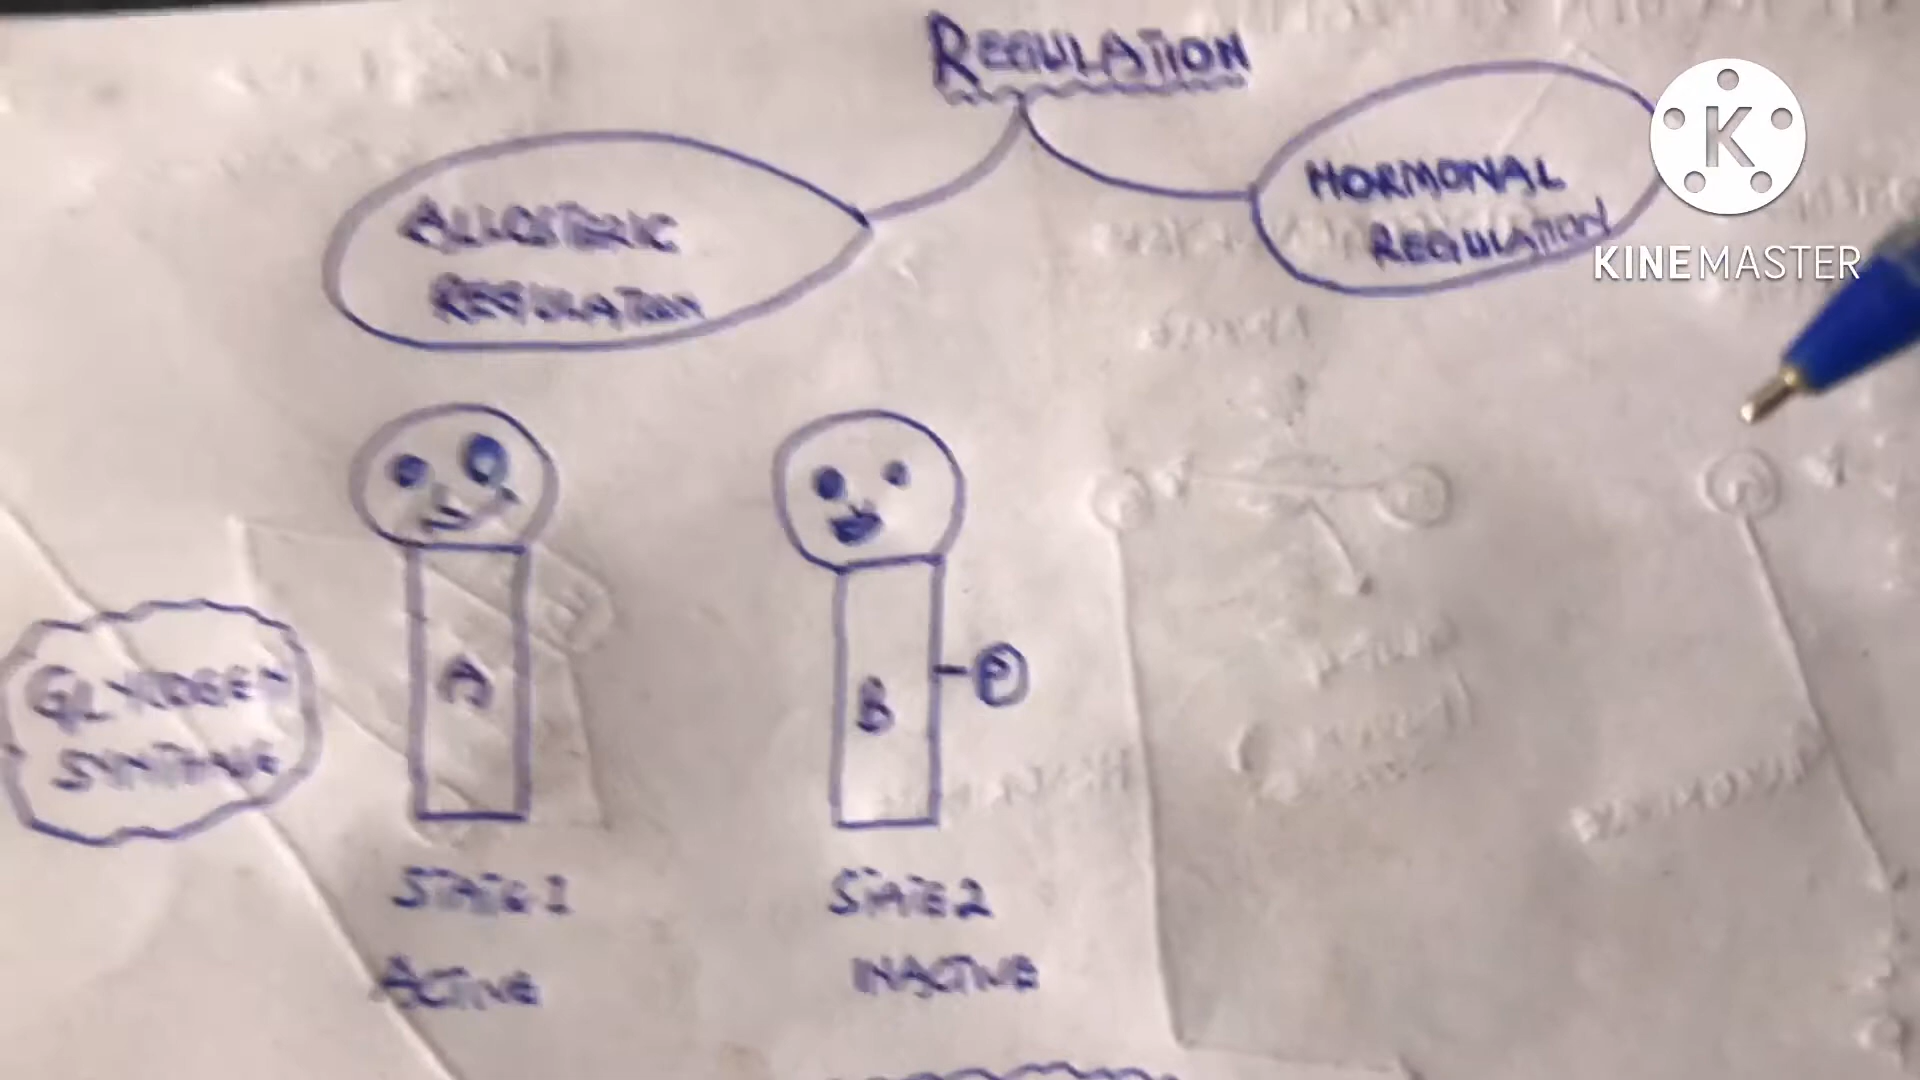 REGULATION
ALLOSTERIC
REGULATION
HORMONAL
REGULATION
K
KINEMASTER
GLYCOGEN
SYNTHASE
A
B
P
STATE 1
STATE 2
ACTIVE
INACTIVE